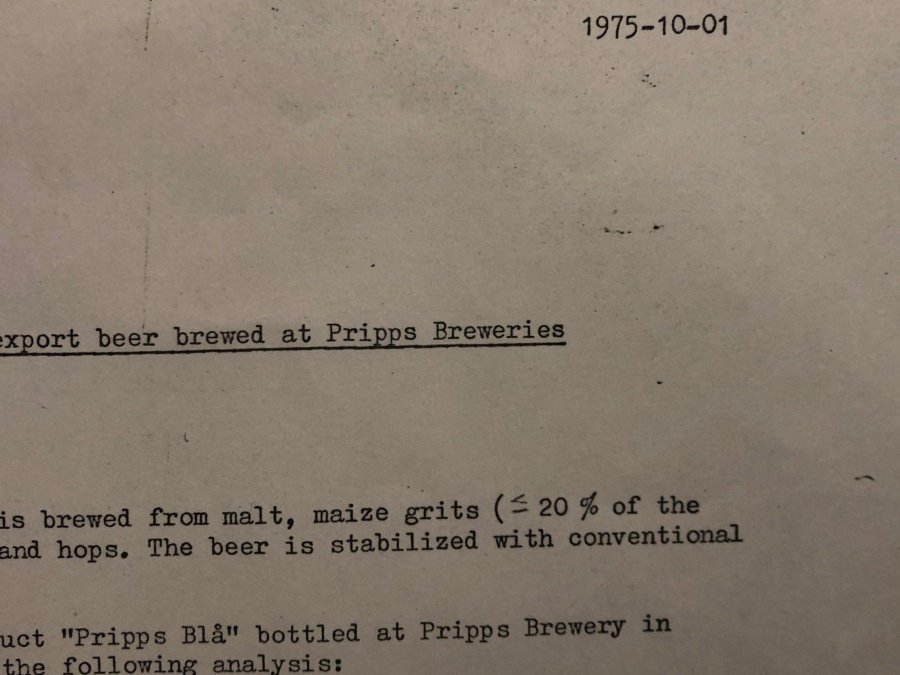 1975-10-01
export beer brewed at Pripps Breweries
is brewed from malt, maize grits (≤ 20 % of the
and hops. The beer is stabilized with conventional
uct "Pripps Blå" bottled at Pripps Brewery in
the following analysis: